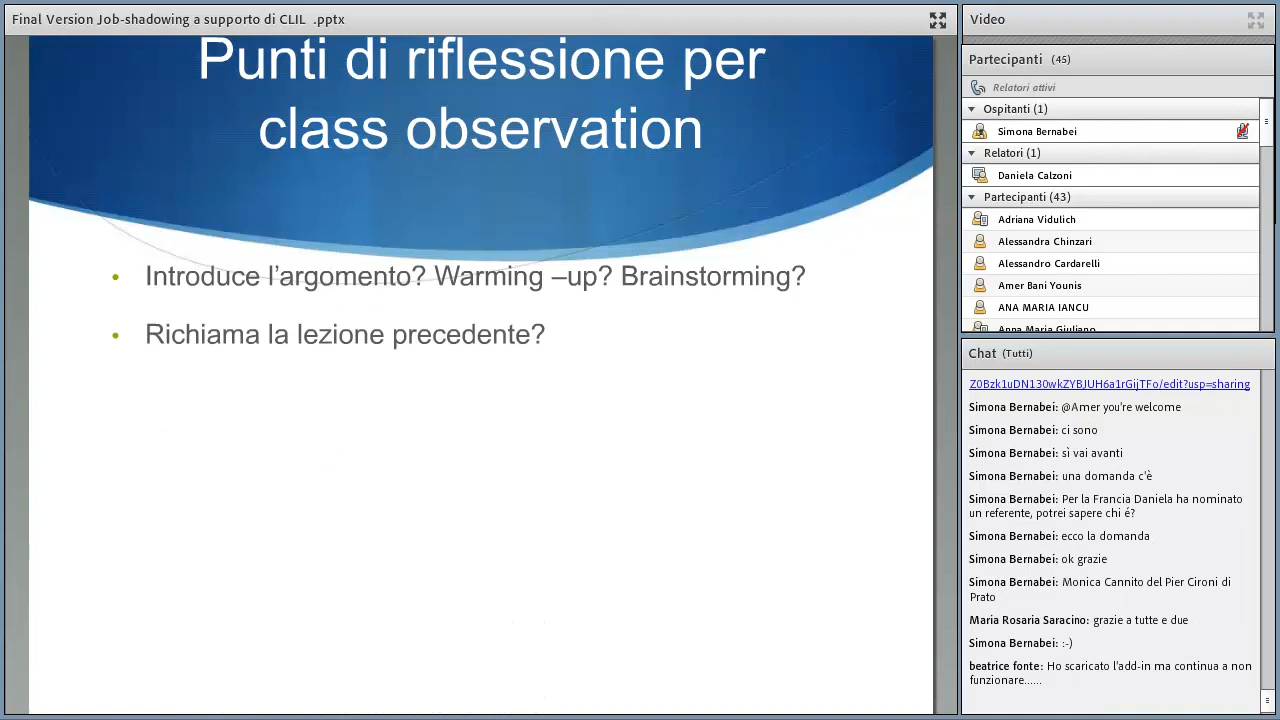 Final Version Job-shadowing a supporto di CLIL .pptx
Punti di riflessione per
class observation
• Introduce l’argomento? Warming –up? Brainstorming?
• Richiama la lezione precedente?
Video
Partecipanti (45)
Relatori attivi
Ospitanti (1)
Simona Bernabei
Relatori (1)
Daniela Calzoni
Partecipanti (43)
Adriana Vidulich
Alessandra Chinzari
Alessandro Cardarelli
Amer Bani Younis
ANA MARIA IANCU
Anna Maria Giuliano
Chat (Tutti)
Z0Bzk1uDN130wkZYBJUH6a1rGijTFo/edit?usp=sharing
Simona Bernabei: @Amer you're welcome
Simona Bernabei: ci sono
Simona Bernabei: sì vai avanti
Simona Bernabei: una domanda c'è
Simona Bernabei: Per la Francia Daniela ha nominato
un referente, potrei sapere chi é?
Simona Bernabei: ecco la domanda
Simona Bernabei: ok grazie
Simona Bernabei: Monica Cannito del Pier Cironi di
Prato
Maria Rosaria Saracino: grazie a tutte e due
Simona Bernabei: :-)
beatrice fonte: Ho scaricato l'add-in ma continua a non
funzionare......